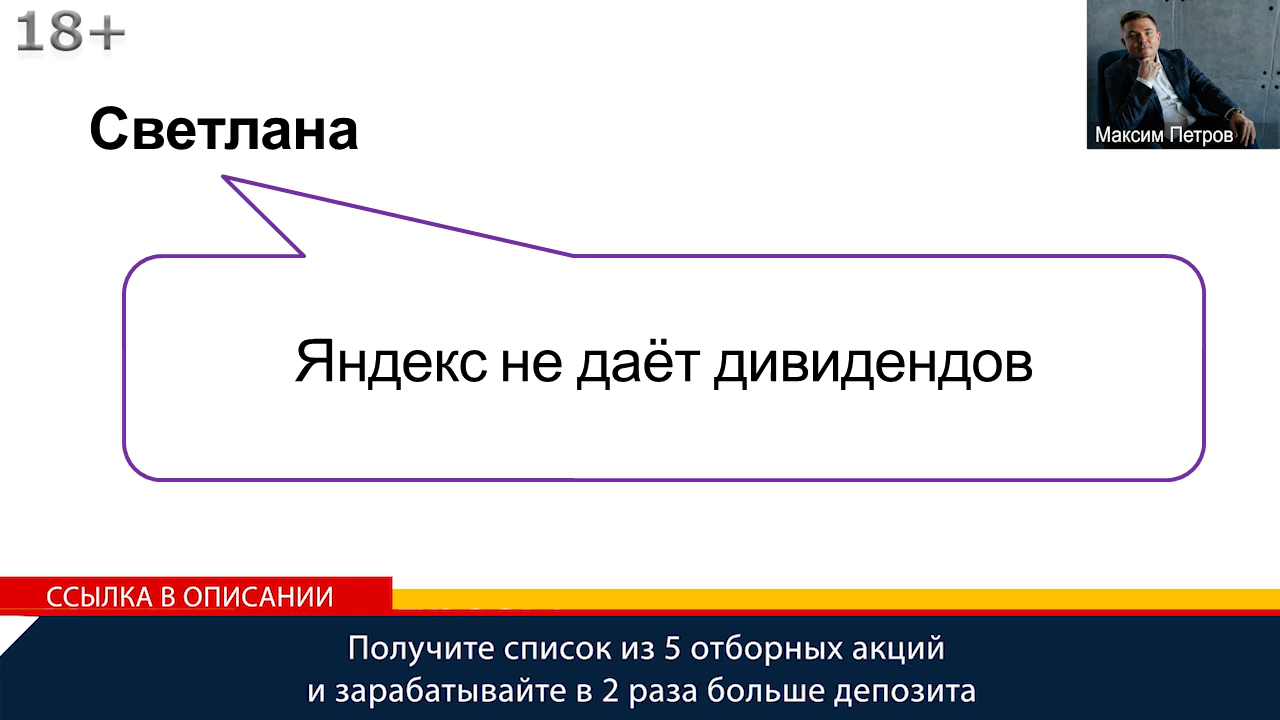 18+
Светлана
Максим Петров
Яндекс не даёт дивидендов
ССЫЛКА В ОПИСАНИИ
Получите список из 5 отборных акций
и зарабатывайте в 2 раза больше депозита